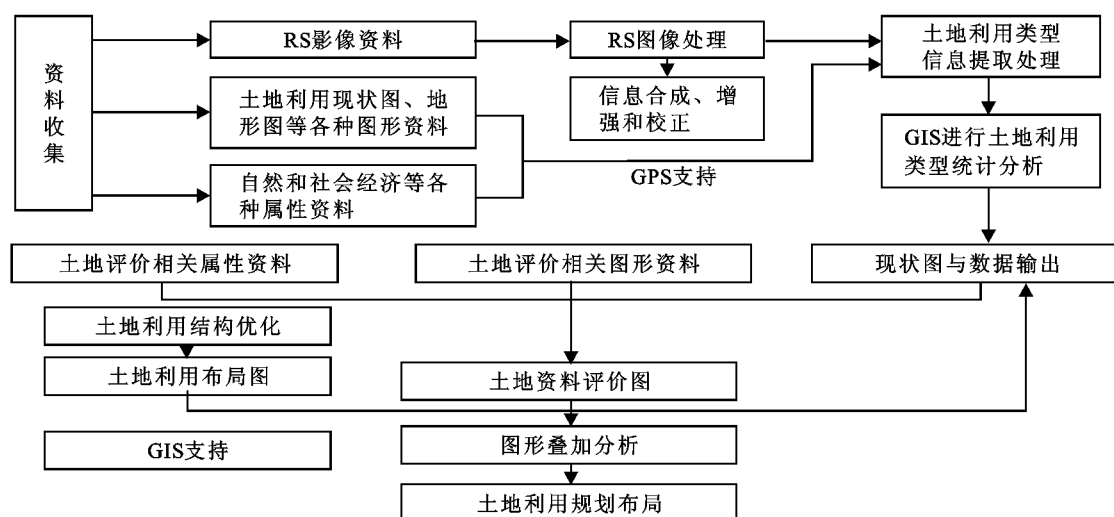 资料收集
RS影像资料
RS图像处理
土地利用类型
信息提取处理
土地利用现状图、地
形图等各种图形资料
信息合成、增
强和校正
GIS进行土地利用
类型统计分析
自然和社会经济等各
种属性资料
GPS支持
土地评价相关属性资料
土地评价相关图形资料
现状图与数据输出
土地利用结构优化
土地利用布局图
土地资料评价图
GIS支持
图形叠加分析
土地利用规划布局